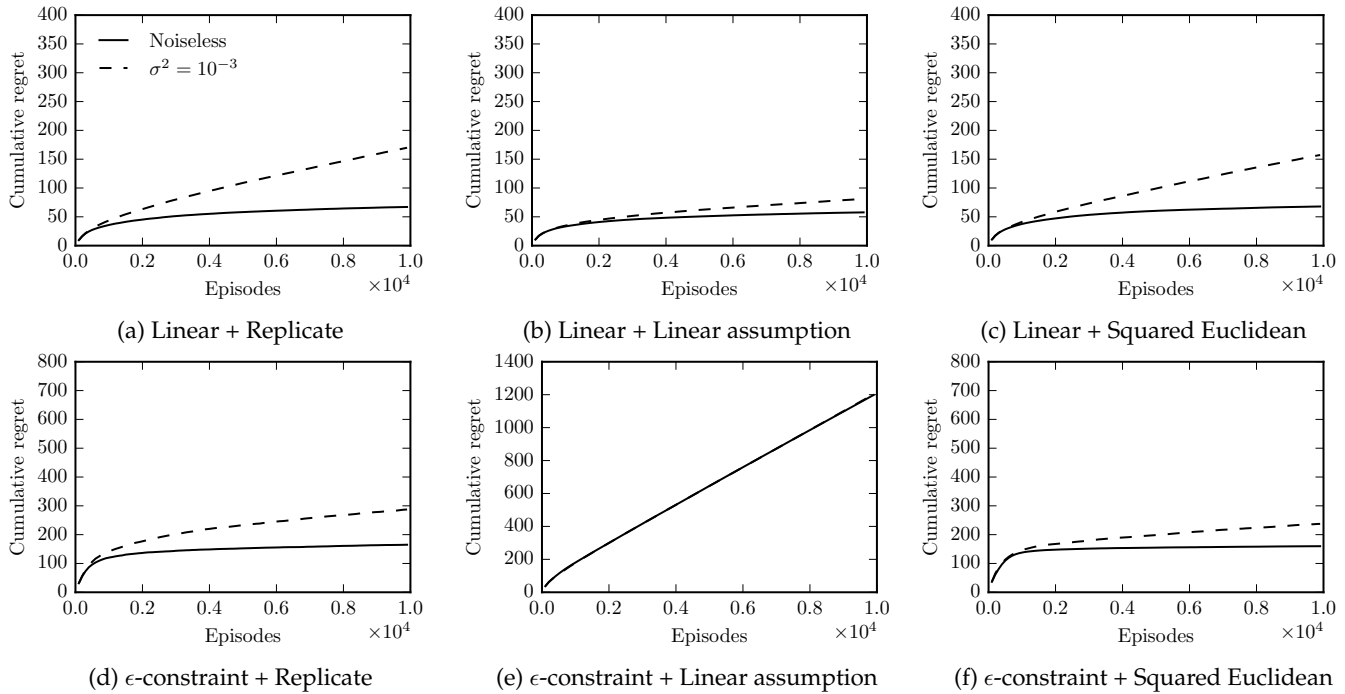 400
350
300
250
200
150
100
50
0
Cumulative regret
Noiseless
σ² = 10⁻³
0.0 0.2 0.4 0.6 0.8 1.0
Episodes ×10⁴
(a) Linear + Replicate
400
350
300
250
200
150
100
50
0
Cumulative regret
0.0 0.2 0.4 0.6 0.8 1.0
Episodes ×10⁴
(b) Linear + Linear assumption
400
350
300
250
200
150
100
50
0
Cumulative regret
0.0 0.2 0.4 0.6 0.8 1.0
Episodes ×10⁴
(c) Linear + Squared Euclidean
800
700
600
500
400
300
200
100
0
Cumulative regret
0.0 0.2 0.4 0.6 0.8 1.0
Episodes ×10⁴
(d) ϵ-constraint + Replicate
1400
1200
1000
800
600
400
200
0
Cumulative regret
0.0 0.2 0.4 0.6 0.8 1.0
Episodes ×10⁴
(e) ϵ-constraint + Linear assumption
800
700
600
500
400
300
200
100
0
Cumulative regret
0.0 0.2 0.4 0.6 0.8 1.0
Episodes ×10⁴
(f) ϵ-constraint + Squared Euclidean